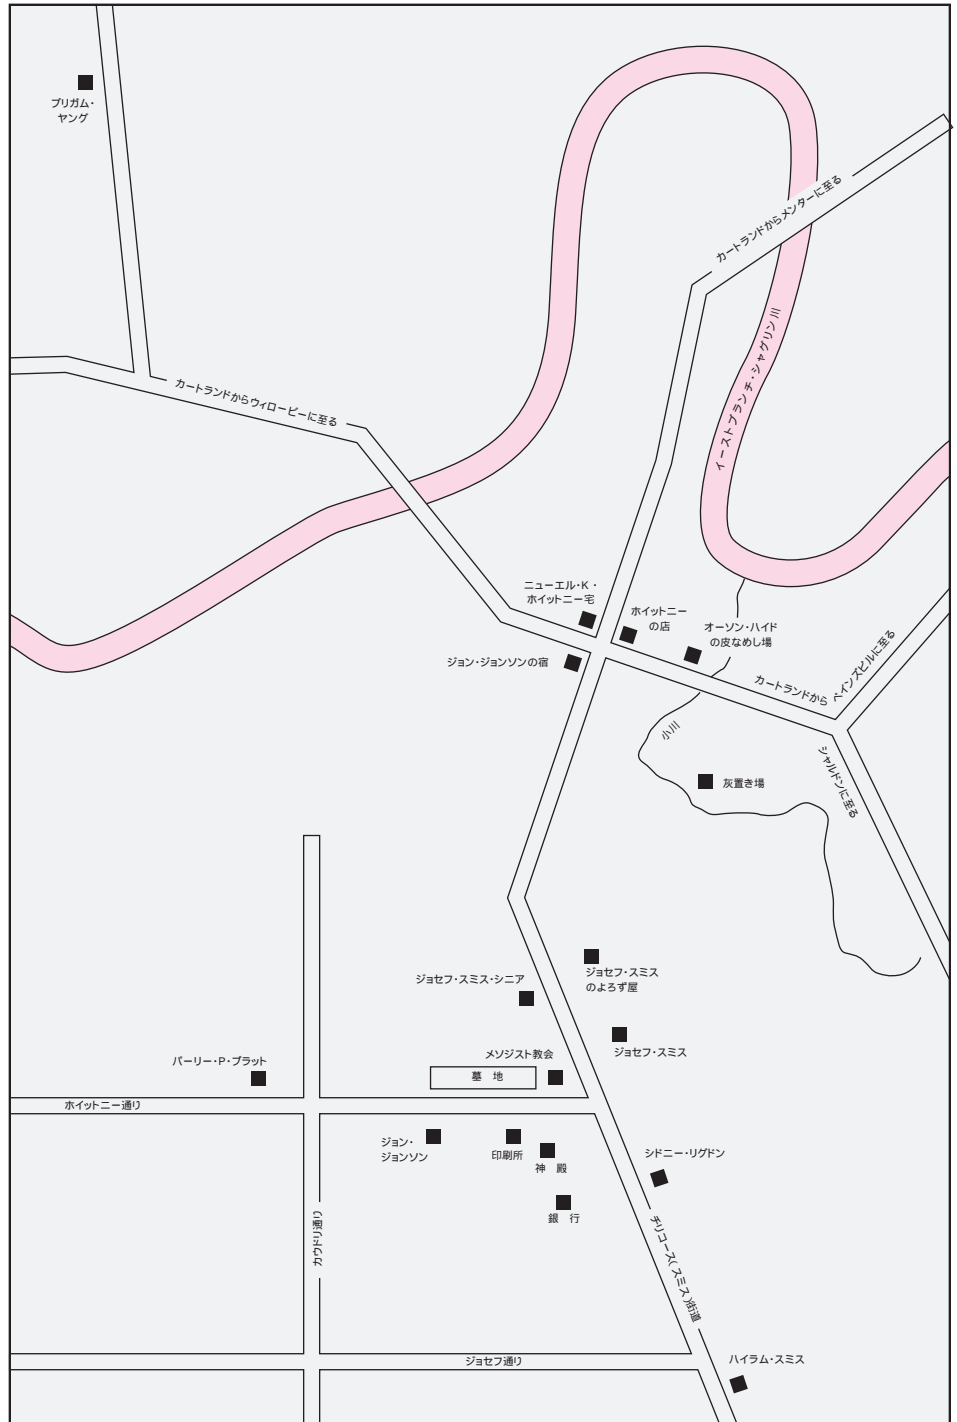 ブリガム・
ヤング
カートランドからメンターに至る
イーストブランチ・シャグリン川
カートランドからウィロービーに至る
ニューエル・K・
ホイットニー宅
ホイットニー
の店
オーソン・ハイド
の皮なめし場
ジョン・ジョンソンの宿
カートランドから
ペインズビルに至る
シャルドンに至る
小川
灰置き場
ジョセフ・スミス
のよろず屋
ジョセフ・スミス・シニア
ジョセフ・スミス
メソジスト教会
パーリー・P・プラット
墓 地
ホイットニー通り
ジョン・
ジョンソン
印刷所
神 殿
シドニー・リグドン
銀 行
カウドリ通り
チリコース(スミス)街道
ジョセフ通り
ハイラム・スミス